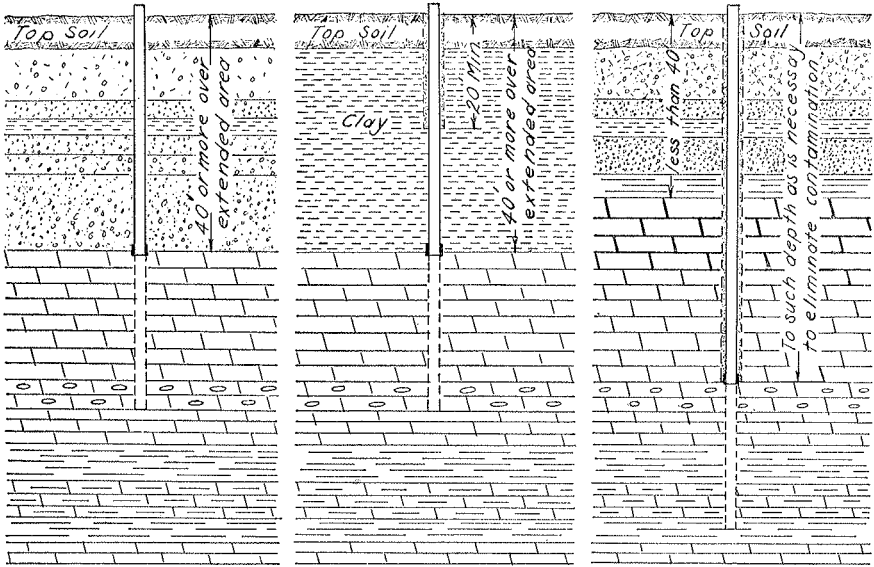 Top Soil
40' or more over
extended area
Top Soil
Clay
20 Min.
40' or more over
extended area
Top Soil
less than 40'
To such depth as is necessay
to eliminate contamination